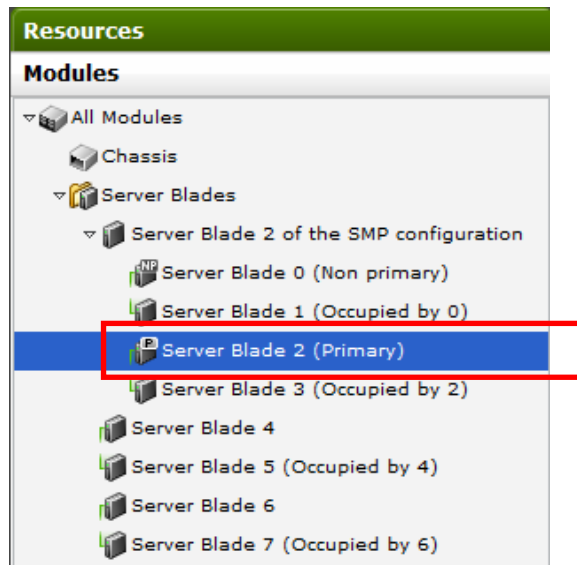 Resources
Modules
All Modules
Chassis
Server Blades
Server Blade 2 of the SMP configuration
NP Server Blade 0 (Non primary)
Server Blade 1 (Occupied by 0)
P Server Blade 2 (Primary)
Server Blade 3 (Occupied by 2)
Server Blade 4
Server Blade 5 (Occupied by 4)
Server Blade 6
Server Blade 7 (Occupied by 6)